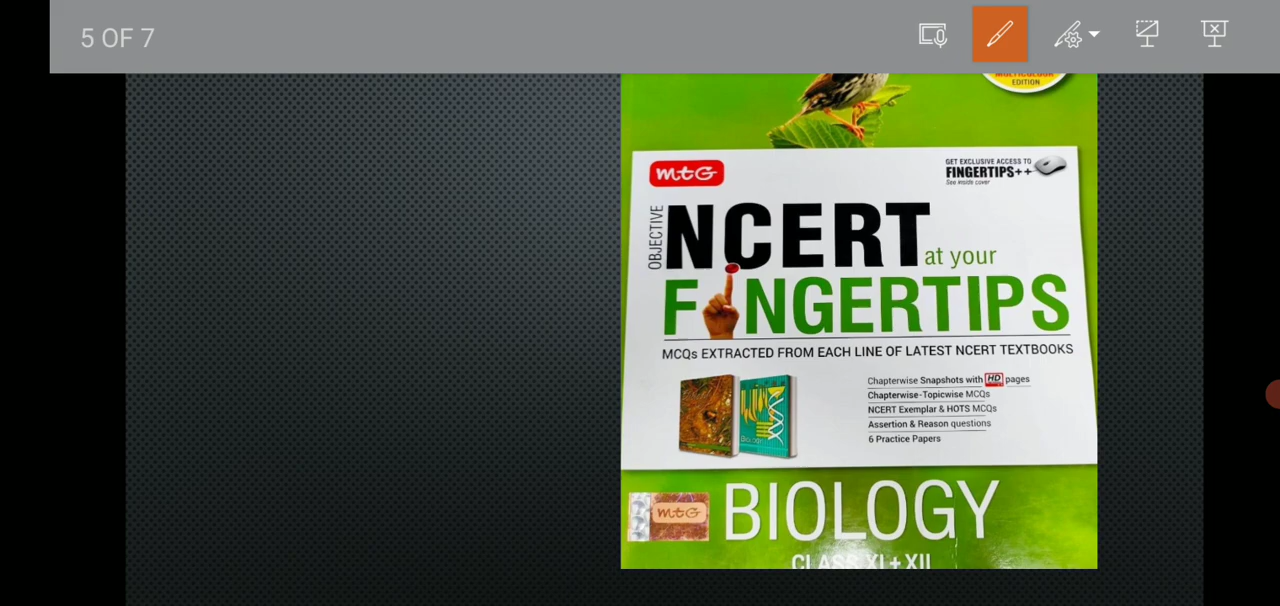 5 OF 7
EDITION
mtG
GET EXCLUSIVE ACCESS TO
FINGERTIPS++
See inside cover
OBJECTIVE
NCERT at your
FINGERTIPS
MCQs EXTRACTED FROM EACH LINE OF LATEST NCERT TEXTBOOKS
Chapterwise Snapshots with HD pages
Chapterwise-Topicwise MCQs
NCERT Exemplar & HOTS MCQs
Assertion & Reason questions
6 Practice Papers
Biology
mtG
BIOLOGY
CLASS XI + XII